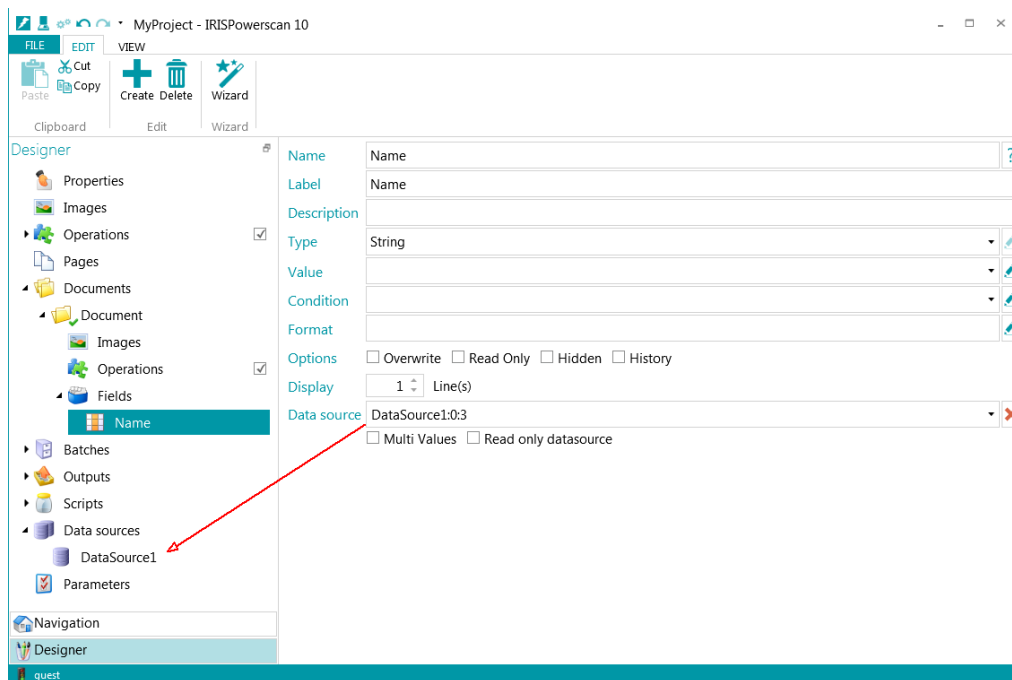 MyProject - IRISPowerscan 10
FILE EDIT VIEW
Paste Cut Copy Create Delete Wizard
Clipboard Edit Wizard
Designer
Properties
Images
Operations
Pages
Documents
Document
Images
Operations
Fields
Name
Batches
Outputs
Scripts
Data sources
DataSource1
Parameters
Navigation
Designer
guest
Name Name ?
Label Name
Description
Type String
Value
Condition
Format
Options Overwrite Read Only Hidden History
Display 1 Line(s)
Data source DataSource1:0:3
Multi Values Read only datasource